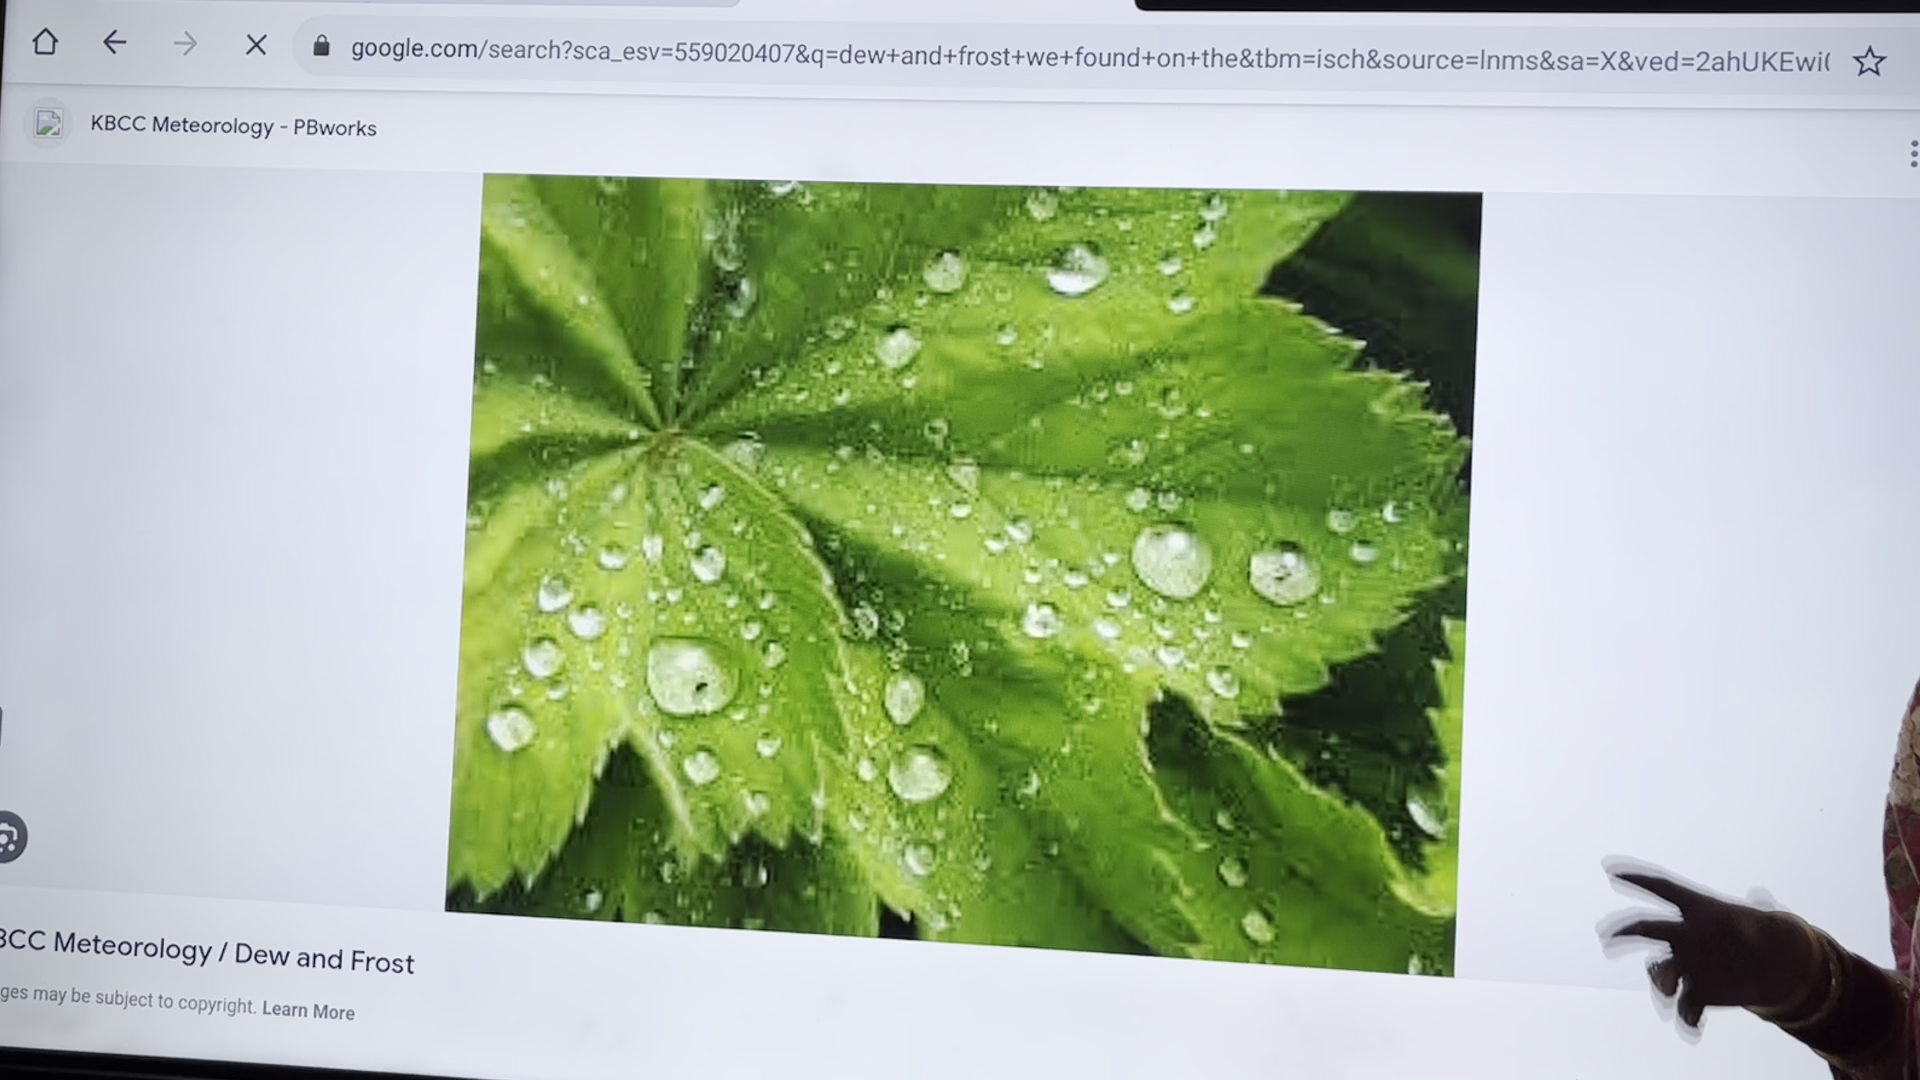 google.com/search?sca_esv=559020407&q=dew+and+frost+we+found+on+the&tbm=isch&source=lnms&sa=X&ved=2ahUKEwi(
KBCC Meteorology - PBworks
BCC Meteorology / Dew and Frost
ges may be subject to copyright. Learn More